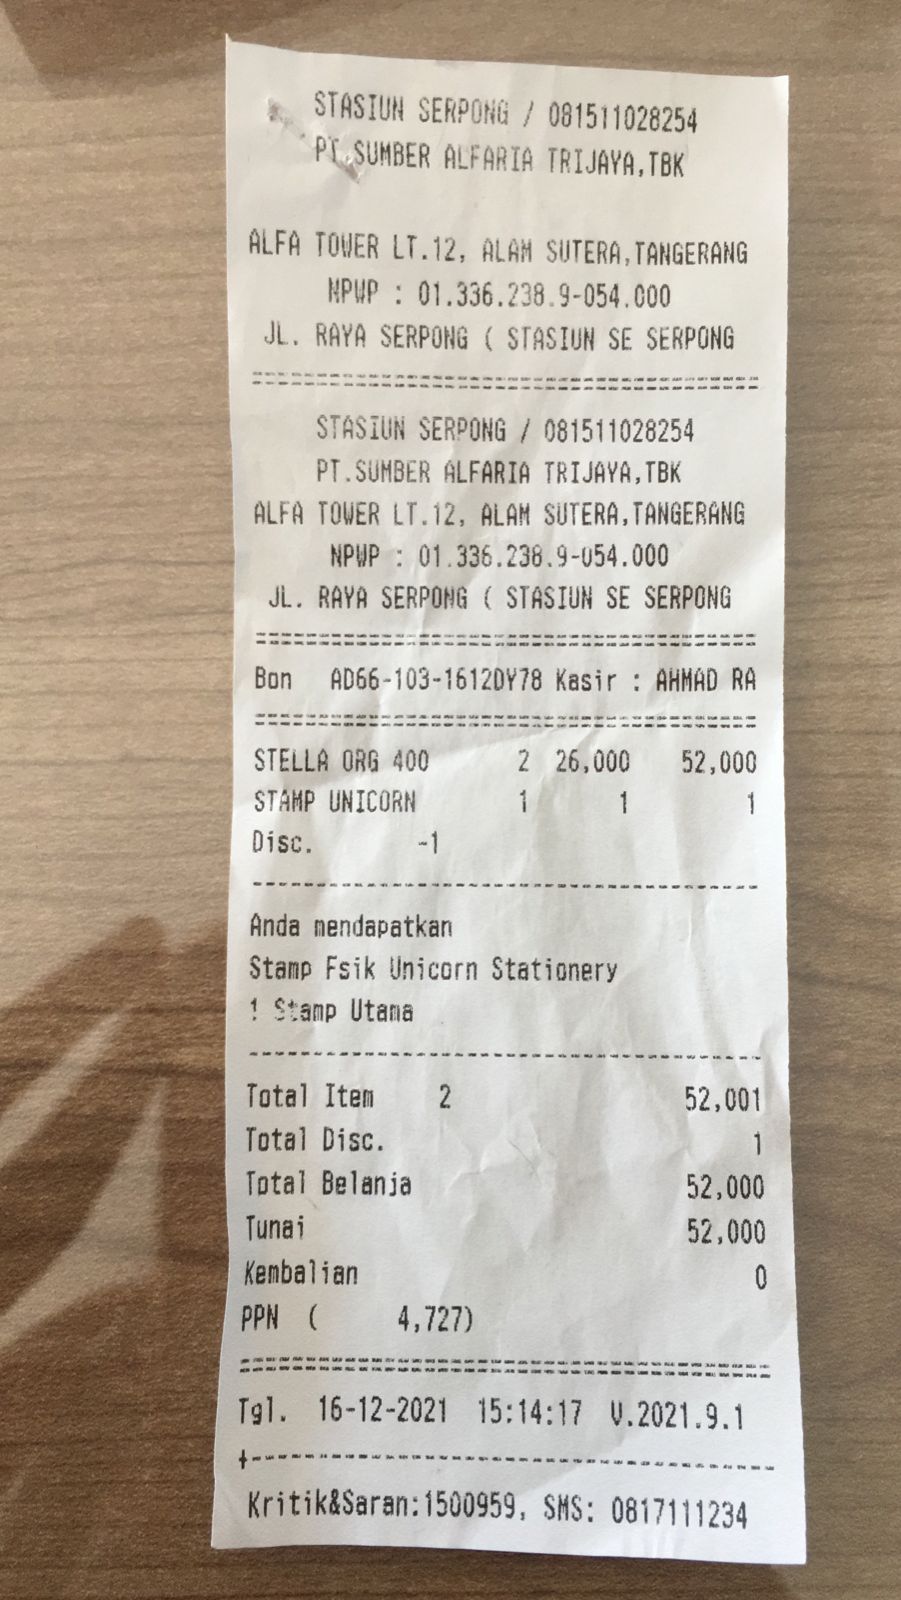 STASIUN SERPONG / 081511028254
PT.SUMBER ALFARIA TRIJAYA,TBK
ALFA TOWER LT.12, ALAM SUTERA,TANGERANG
NPWP : 01.336.238.9-054.000
JL. RAYA SERPONG ( STASIUN SE SERPONG
STASIUN SERPONG / 081511028254
PT.SUMBER ALFARIA TRIJAYA,TBK
ALFA TOWER LT.12, ALAM SUTERA,TANGERANG
NPWP : 01.336.238.9-054.000
JL. RAYA SERPONG ( STASIUN SE SERPONG
Bon AD66-103-1612DY78 Kasir : AHMAD RA
STELLA ORG 400 2 26,000 52,000
STAMP UNICORN 1 1 1
Disc. -1
Anda mendapatkan
Stamp Fsik Unicorn Stationery
! Stamp Utama
Total Item 2 52,001
Total Disc. 1
Total Belanja 52,000
Tunai 52,000
Kembalian 0
PPN ( 4,727)
Tgl. 16-12-2021 15:14:17 V.2021.9.1
Kritik&Saran:1500959, SMS: 0817111234